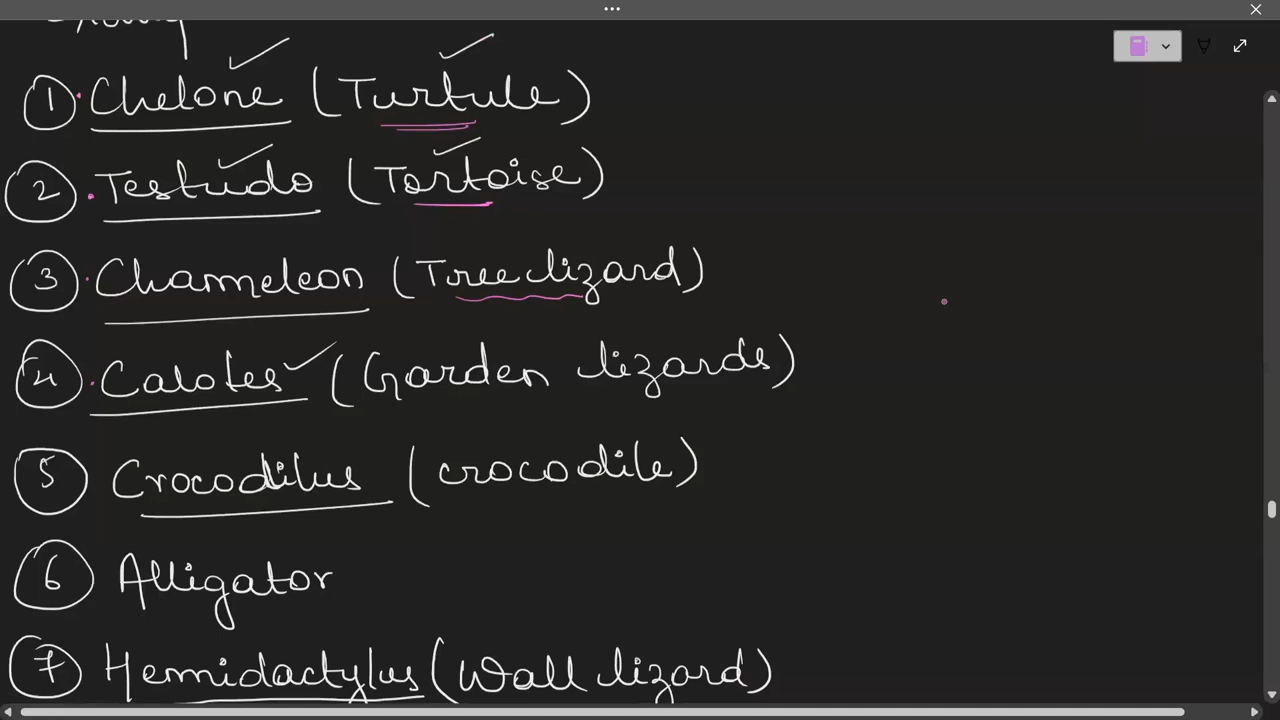 ① Chelone (Turtule)
② Testudo (Tortoise)
③ Chameleon (Tree lizard)
④ Calotes (Garden lizards)
⑤ Crocodilus (crocodile)
⑥ Alligator
⑦ Hemidactylus (Wall lizard)